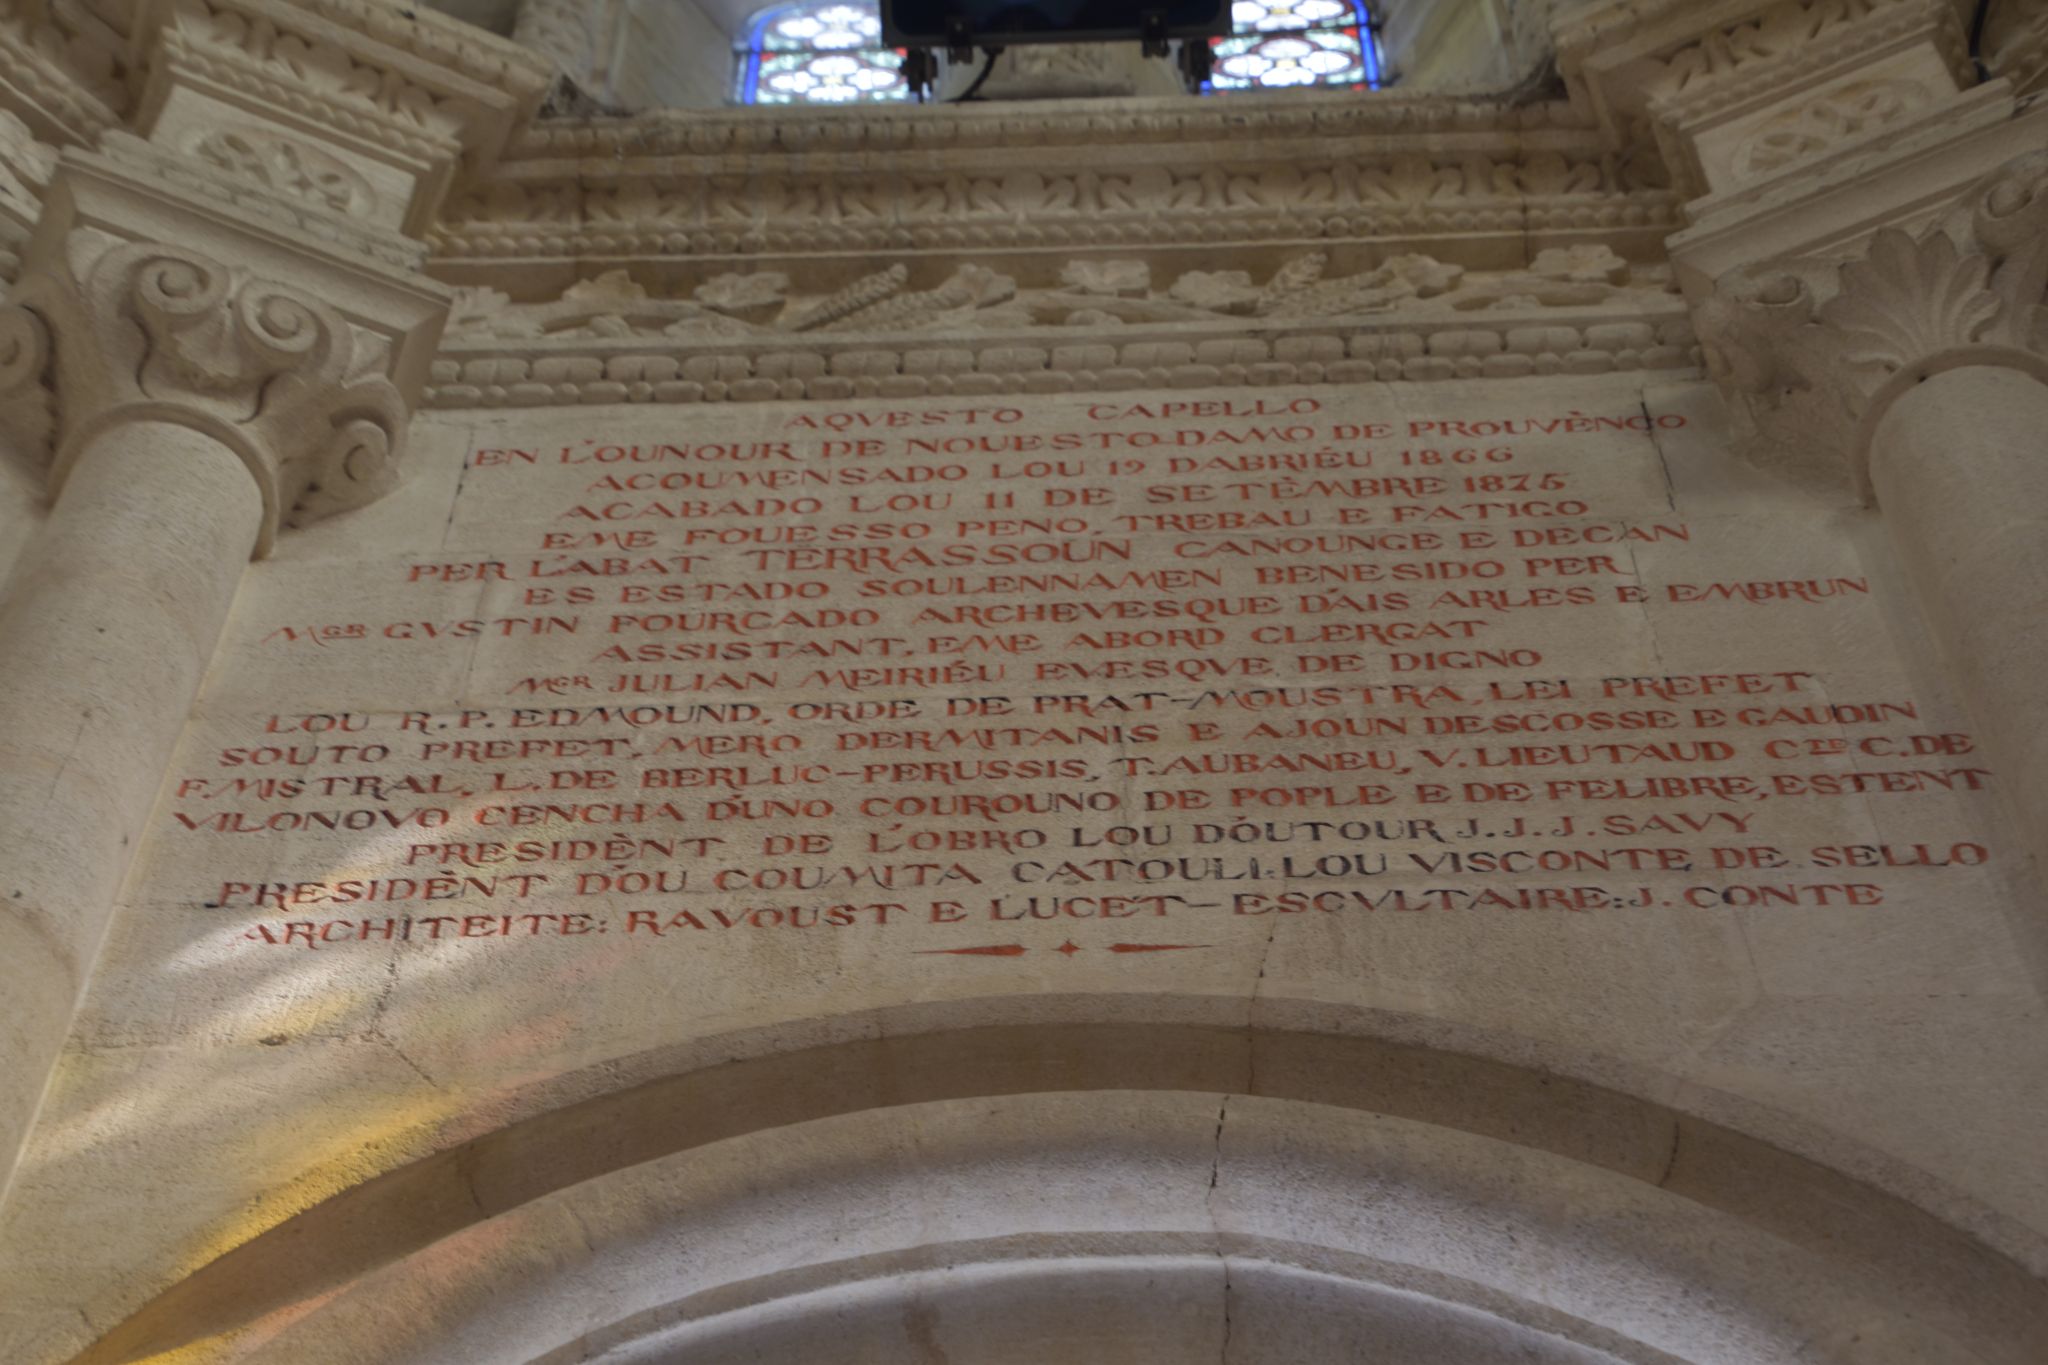 AQVESTO CAPELLO
EN L'OUNOUR DE NOUESTO-DAMO DE PROUVÈNÇO
ACOUMENSADO LOU 19 D'ABRIÉU 1866
ACABADO LOU 11 DE SETÈMBRE 1875
EME FOUESSO PENO, TREBAU E FATIGO
PER L'ABAT TERRASSOUN CANOUNGE E DECAN
ES ESTADO SOULENNAMEN BENESIDO PER
MGR GVSTIN FOURCADO ARCHEVESQUE D'AIS ARLES E EMBRUN
ASSISTANT, EME ABORD CLERGAT
MGR JULIAN MEIRIÉU EVESQVE DE DIGNO
LOU R.P. EDMOUND, ORDE DE PRAT-MOUSTRA, LEI PREFET
SOUTO PREFET, MERO DERMITANIS E AJOUN DESCOSSE E GAUDIN
F. MISTRAL, L. DE BERLUC-PERUSSIS, T. AUBANEU, V. LIEUTAUD C. DE
VILONOVO CENCHA D'UNO COUROUNO DE POPLE E DE FELIBRE, ESTENT
PRESIDÈNT DE L'OBRO LOU DÓUTOUR J.J.J. SAVY
PRESIDÈNT DÓU COUMITA CATOULI: LOU VISCONTE DE SELLO
ARCHITEITE: RAVOUST E LUCET - ESCVLTAIRE: J. CONTE